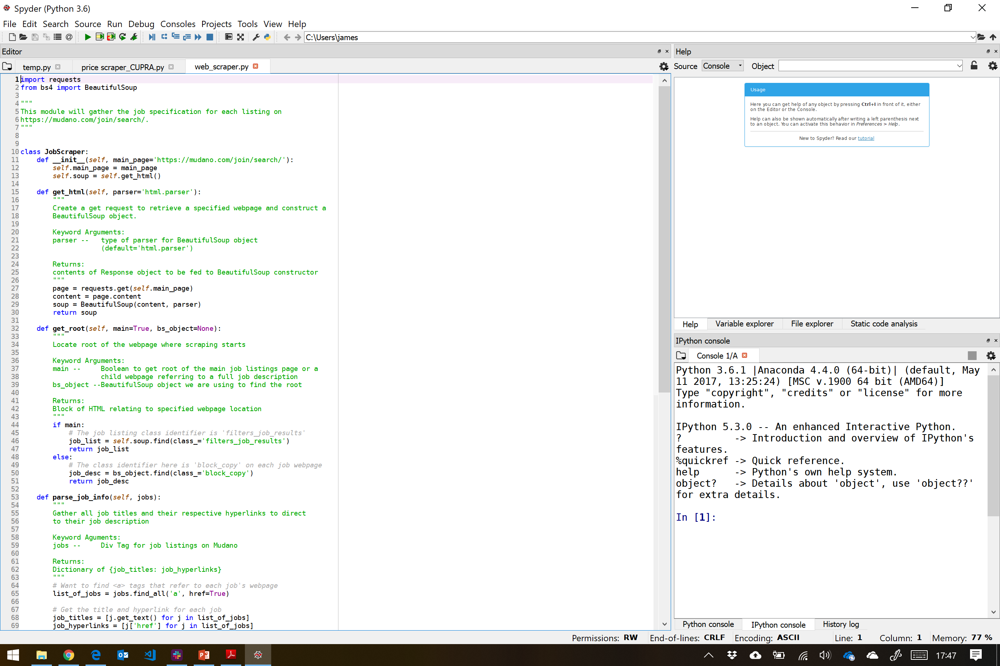 Spyder (Python 3.6)
File Edit Search Source Run Debug Consoles Projects Tools View Help
C:\Users\james
Editor
temp.py
price scraper_CUPRA.py
web_scraper.py
1 import requests
2 from bs4 import BeautifulSoup
3
4 """
5 This module will gather the job specification for each listing on
6 https://mudano.com/join/search/.
7 """
8
9
10 class JobScraper:
11     def __init__(self, main_page='https://mudano.com/join/search/'):
12         self.main_page = main_page
13         self.soup = self.get_html()
14
15     def get_html(self, parser='html.parser'):
16         """
17         Create a get request to retrieve a specified webpage and construct a
18         BeautifulSoup object.
19
20         Keyword Arguments:
21         parser --   type of parser for BeautifulSoup object
22                     (default='html.parser')
23
24         Returns:
25         contents of Response object to be fed to BeautifulSoup constructor
26         """
27         page = requests.get(self.main_page)
28         content = page.content
29         soup = BeautifulSoup(content, parser)
30         return soup
31
32     def get_root(self, main=True, bs_object=None):
33         """
34         Locate root of the webpage where scraping starts
35
36         Keyword Arguments:
37         main --     Boolean to get root of the main job listings page or a
38                     child webpage referring to a full job description
39         bs_object --BeautifulSoup object we are using to find the root
40
41         Returns:
42         Block of HTML relating to specified webpage location
43         """
44         if main:
45             # The job listing class identifier is 'filters_job_results'
46             job_list = self.soup.find(class_='filters_job_results')
47             return job_list
48         else:
49             # The class identifier here is 'block_copy' on each job webpage
50             job_desc = bs_object.find(class_='block_copy')
51             return job_desc
52
53     def parse_job_info(self, jobs):
54         """
55         Gather all job titles and their respective hyperlinks to direct
56         to their job description
57
58         Keyword Aguments:
59         jobs --     Div Tag for job listings on Mudano
60
61         Returns:
62         Dictionary of {job_titles: job_hyperlinks}
63         """
64         # Want to find <a> tags that refer to each job's webpage
65         list_of_jobs = jobs.find_all('a', href=True)
66
67         # Get the title and hyperlink for each job
68         job_titles = [j.get_text() for j in list_of_jobs]
69         job_hyperlinks = [j['href'] for j in list_of_jobs]
Help
Source Console Object
Usage
Here you can get help of any object by pressing Ctrl+I in front of it, either
on the Editor or the Console.
Help can also be shown automatically after writing a left parenthesis next
to an object. You can activate this behavior in Preferences > Help.
New to Spyder? Read our tutorial
Help Variable explorer File explorer Static code analysis
IPython console
Console 1/A
Python 3.6.1 |Anaconda 4.4.0 (64-bit)| (default, May
11 2017, 13:25:24) [MSC v.1900 64 bit (AMD64)]
Type "copyright", "credits" or "license" for more
information.
IPython 5.3.0 -- An enhanced Interactive Python.
?         -> Introduction and overview of IPython's
features.
%quickref -> Quick reference.
help      -> Python's own help system.
object?   -> Details about 'object', use 'object??'
for extra details.
In [1]:
Python console IPython console History log
Permissions: RW End-of-lines: CRLF Encoding: ASCII Line: 1 Column: 1 Memory: 77 %
17:47